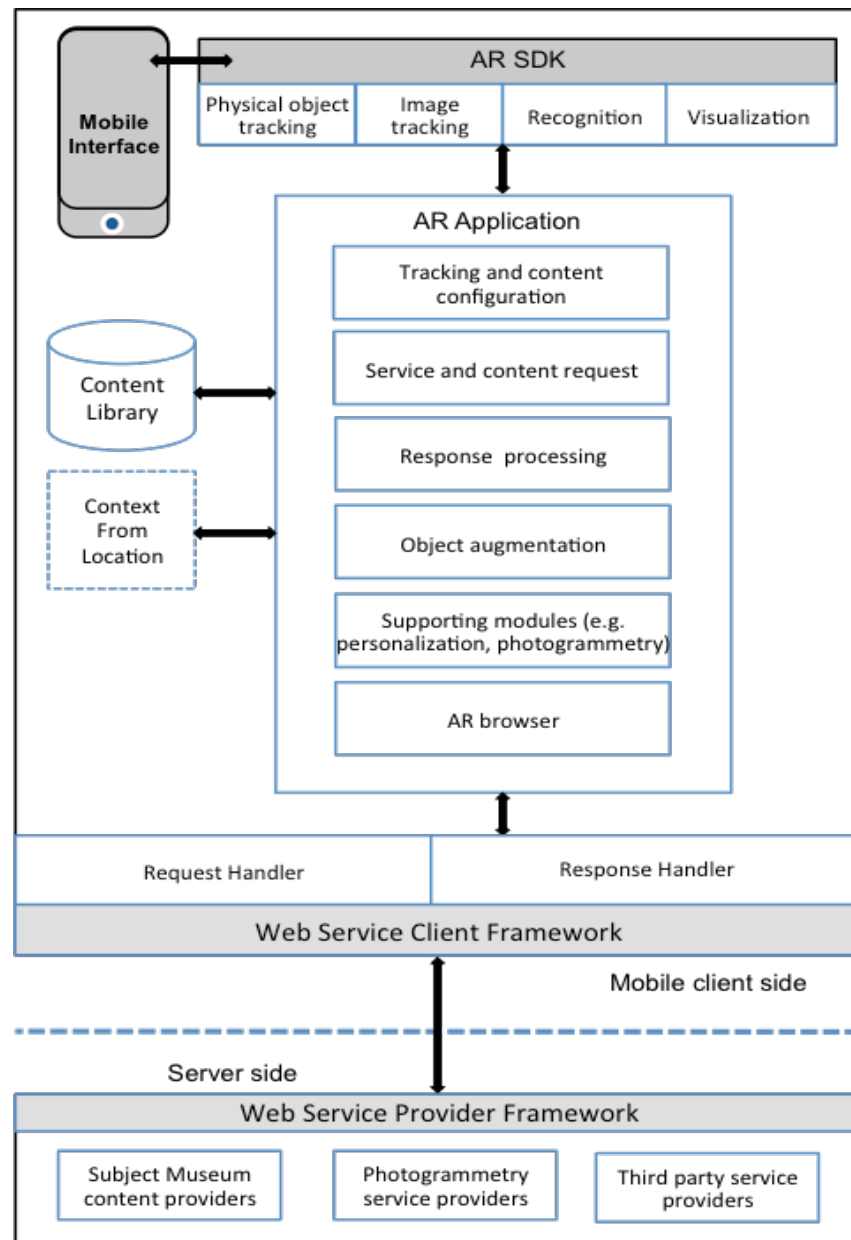 AR SDK
Physical object
tracking
Image
tracking
Recognition
Visualization
Mobile
Interface
AR Application
Tracking and content
configuration
Service and content request
Response processing
Object augmentation
Supporting modules (e.g.
personalization, photogrammetry)
AR browser
Content
Library
Context
From
Location
Request Handler
Response Handler
Web Service Client Framework
Mobile client side
Server side
Web Service Provider Framework
Subject Museum
content providers
Photogrammetry
service providers
Third party service
providers